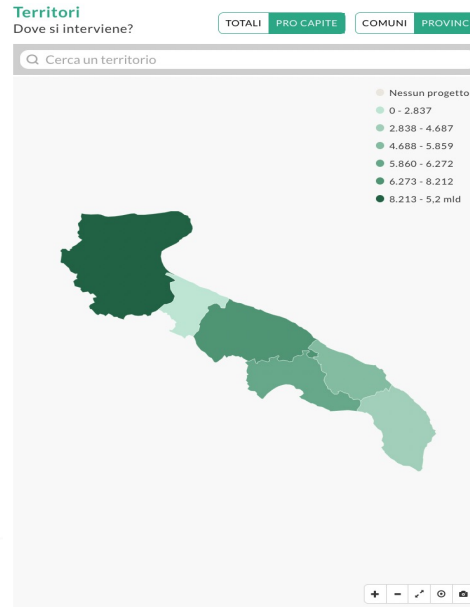 Territori
Dove si interviene?
TOTALI PRO CAPITE COMUNI PROVINC
Cerca un territorio
Nessun progetto
0 - 2.837
2.838 - 4.687
4.688 - 5.859
5.860 - 6.272
6.273 - 8.212
8.213 - 5,2 mld